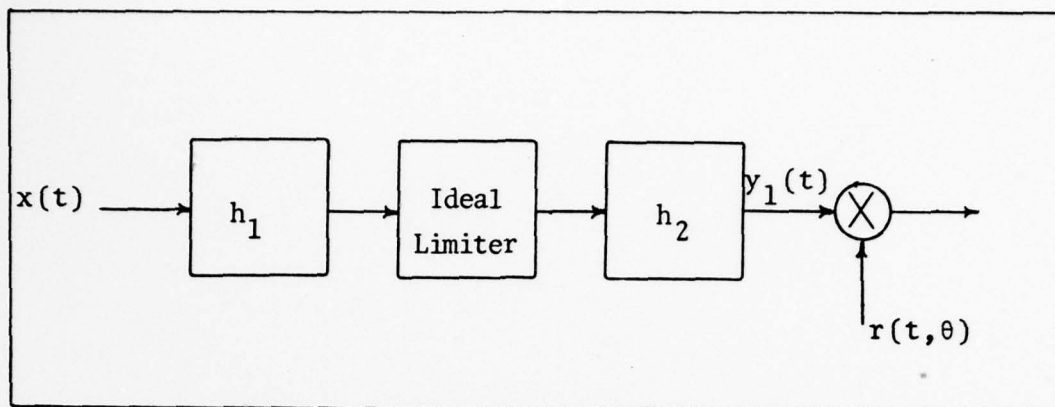 x(t)
h₁
Ideal
Limiter
h₂
y₁(t)
X
r(t,θ)